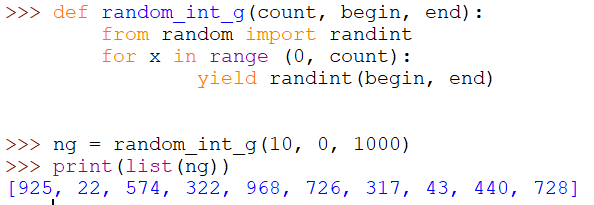 >>> def random_int_g(count, begin, end):
        from random import randint
        for x in range (0, count):
                yield randint(begin, end)
>>> ng = random_int_g(10, 0, 1000)
>>> print(list(ng))
[925, 22, 574, 322, 968, 726, 317, 43, 440, 728]